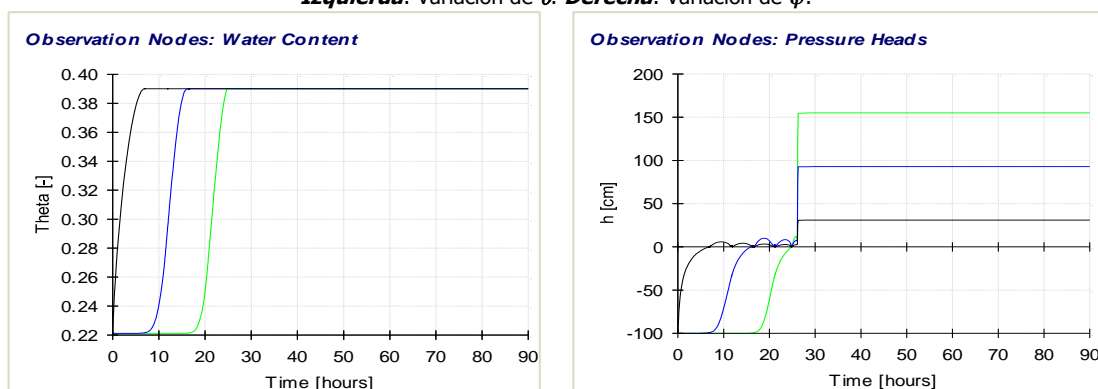 Izquierda: Variación de θ. Derecha: Variación de φ.
Observation Nodes: Water Content
0.40
0.38
0.36
0.34
0.32
0.30
0.28
0.26
0.24
0.22
Theta [-]
0 10 20 30 40 50 60 70 80 90
Time [hours]
Observation Nodes: Pressure Heads
200
150
100
50
0
-50
-100
h [cm]
0 10 20 30 40 50 60 70 80 90
Time [hours]